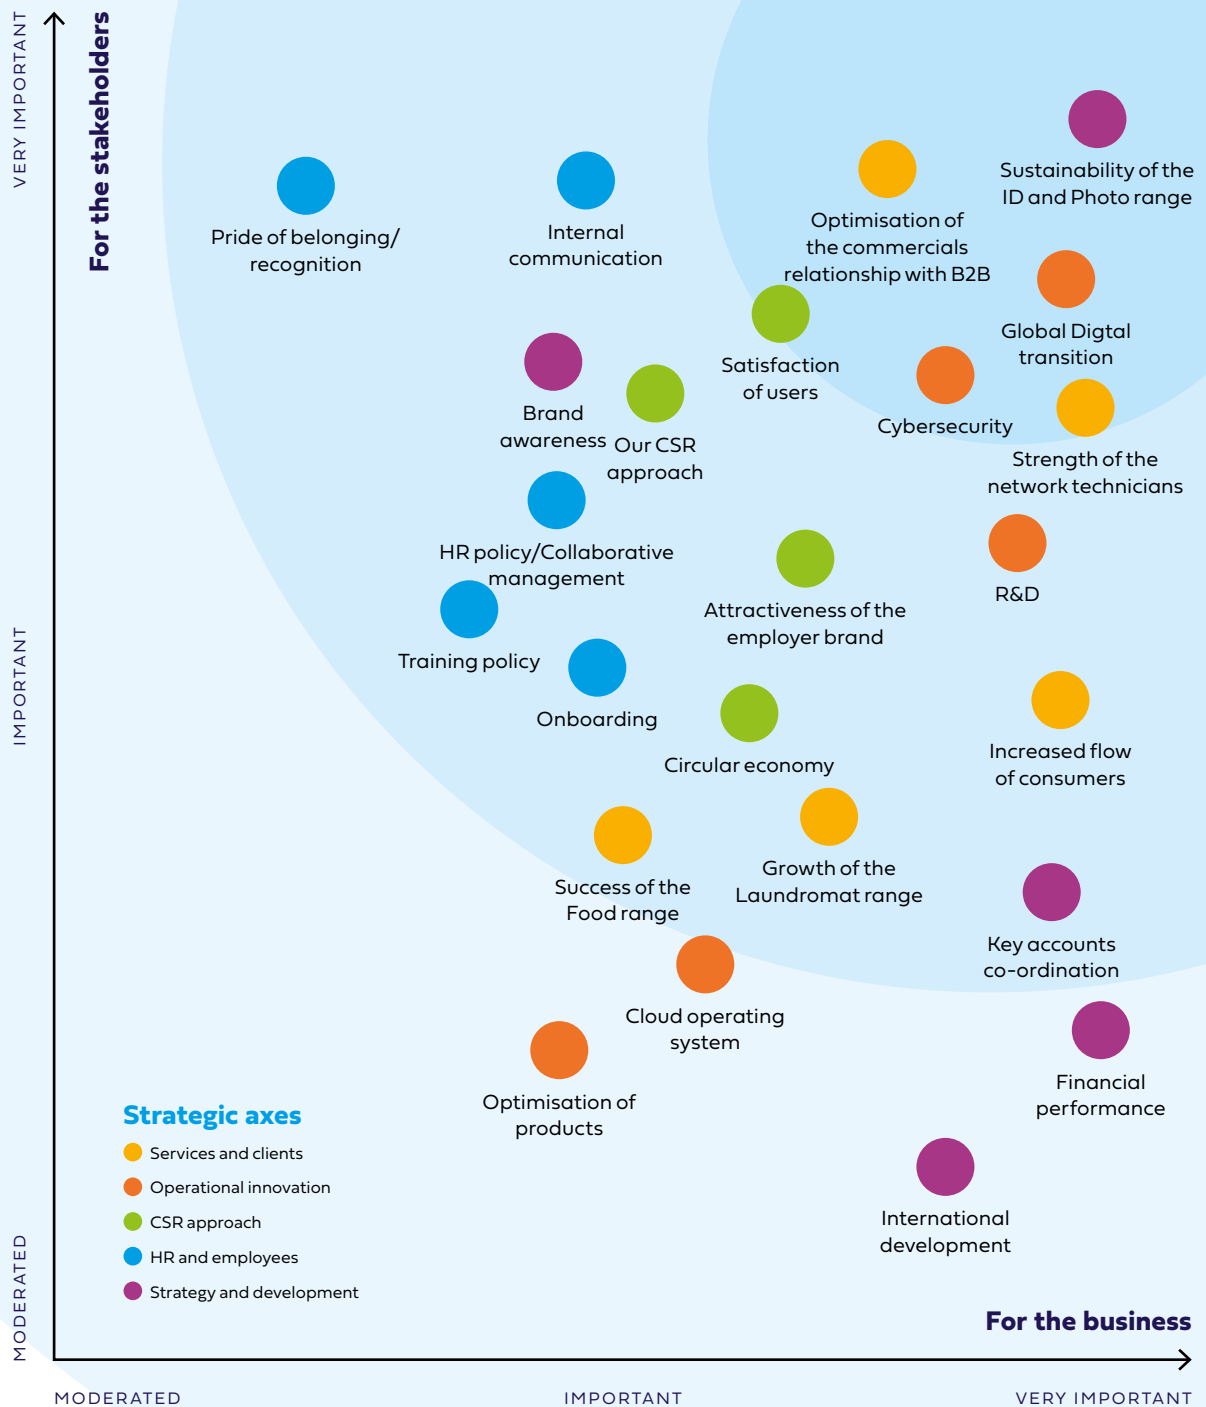 VERY IMPORTANT
For the stakeholders
Sustainability of the
ID and Photo range
Optimisation of
the commercials
relationship with B2B
Pride of belonging/
recognition
Internal
communication
Global Digtal
transition
Satisfaction
of users
Brand
awareness
Our CSR
approach
Cybersecurity
Strength of the
network technicians
HR policy/Collaborative
management
R&D
Attractiveness of the
employer brand
Training policy
IMPORTANT
Onboarding
Circular economy
Increased flow
of consumers
Success of the
Food range
Growth of the
Laundromat range
Key accounts
co-ordination
Cloud operating
system
Optimisation of
products
Financial
performance
International
development
Strategic axes
Services and clients
Operational innovation
CSR approach
HR and employees
Strategy and development
MODERATED
For the business
MODERATED
IMPORTANT
VERY IMPORTANT